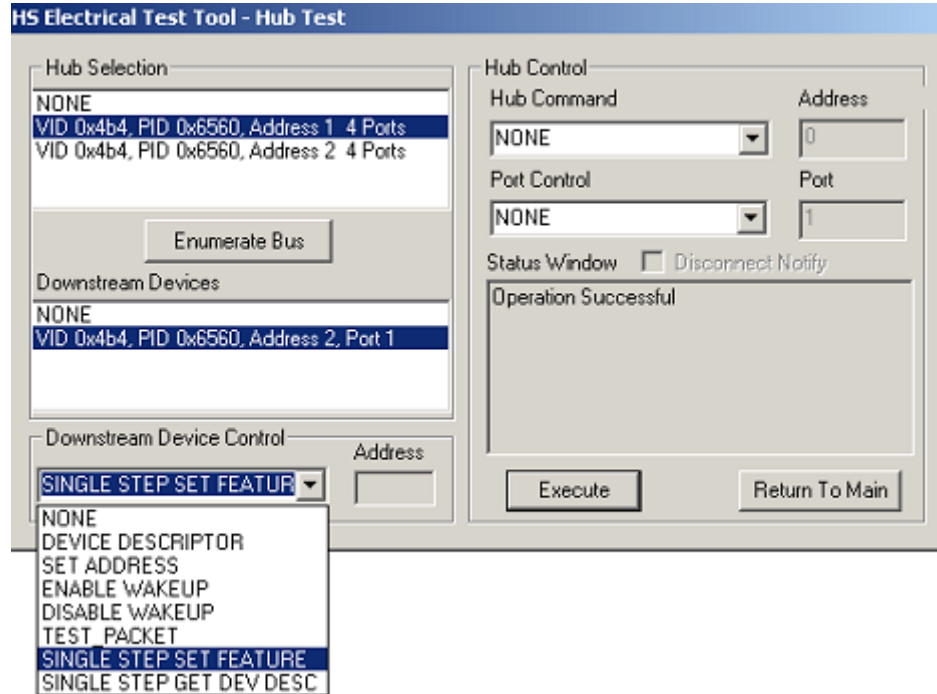 HS Electrical Test Tool - Hub Test
Hub Selection
NONE
VID 0x4b4, PID 0x6560, Address 1 4 Ports
VID 0x4b4, PID 0x6560, Address 2 4 Ports
Enumerate Bus
Downstream Devices
NONE
VID 0x4b4, PID 0x6560, Address 2, Port 1
Downstream Device Control
Address
SINGLE STEP SET FEATUR
NONE
DEVICE DESCRIPTOR
SET ADDRESS
ENABLE WAKEUP
DISABLE WAKEUP
TEST_PACKET
SINGLE STEP SET FEATURE
SINGLE STEP GET DEV DESC
Hub Control
Hub Command
Address
NONE
0
Port Control
Port
NONE
1
Status Window
Disconnect Notify
Operation Successful
Execute
Return To Main